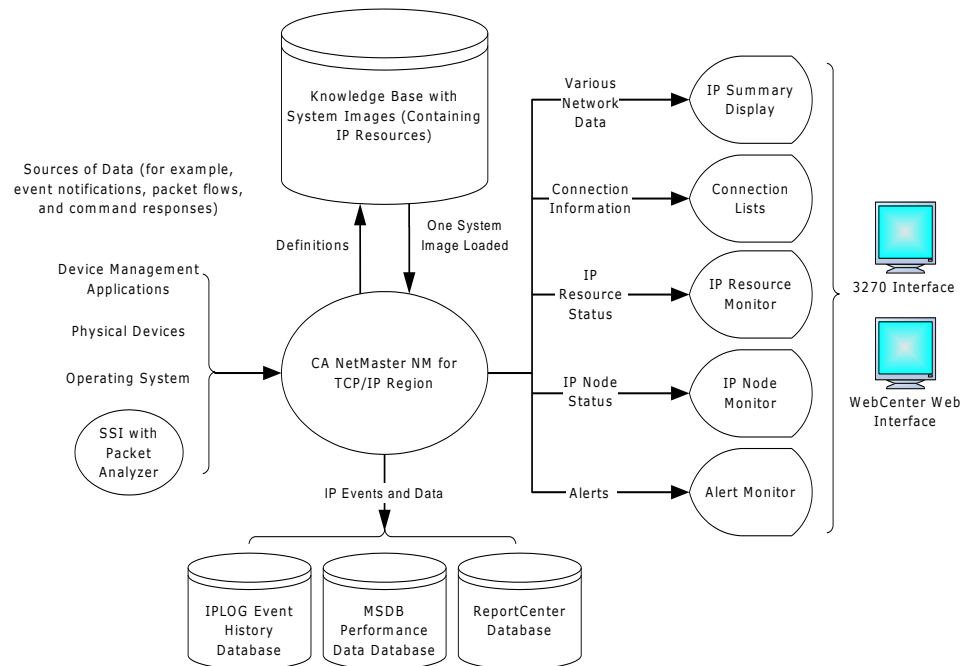 Knowledge Base with
System Images (Containing
IP Resources)
Sources of Data (for example,
event notifications, packet flows,
and command responses)
Definitions
One System
Image Loaded
Device Management
Applications
Physical Devices
Operating System
SSI with
Packet
Analyzer
CA NetMaster NM for
TCP/IP Region
IP Events and Data
IPLOG Event
History
Database
MSDB
Performance
Data Database
ReportCenter
Database
Various
Network
Data
IP Summary
Display
Connection
Information
Connection
Lists
IP
Resource
Status
IP Resource
Monitor
IP Node
Status
IP Node
Monitor
Alerts
Alert Monitor
3270 Interface
WebCenter Web
Interface